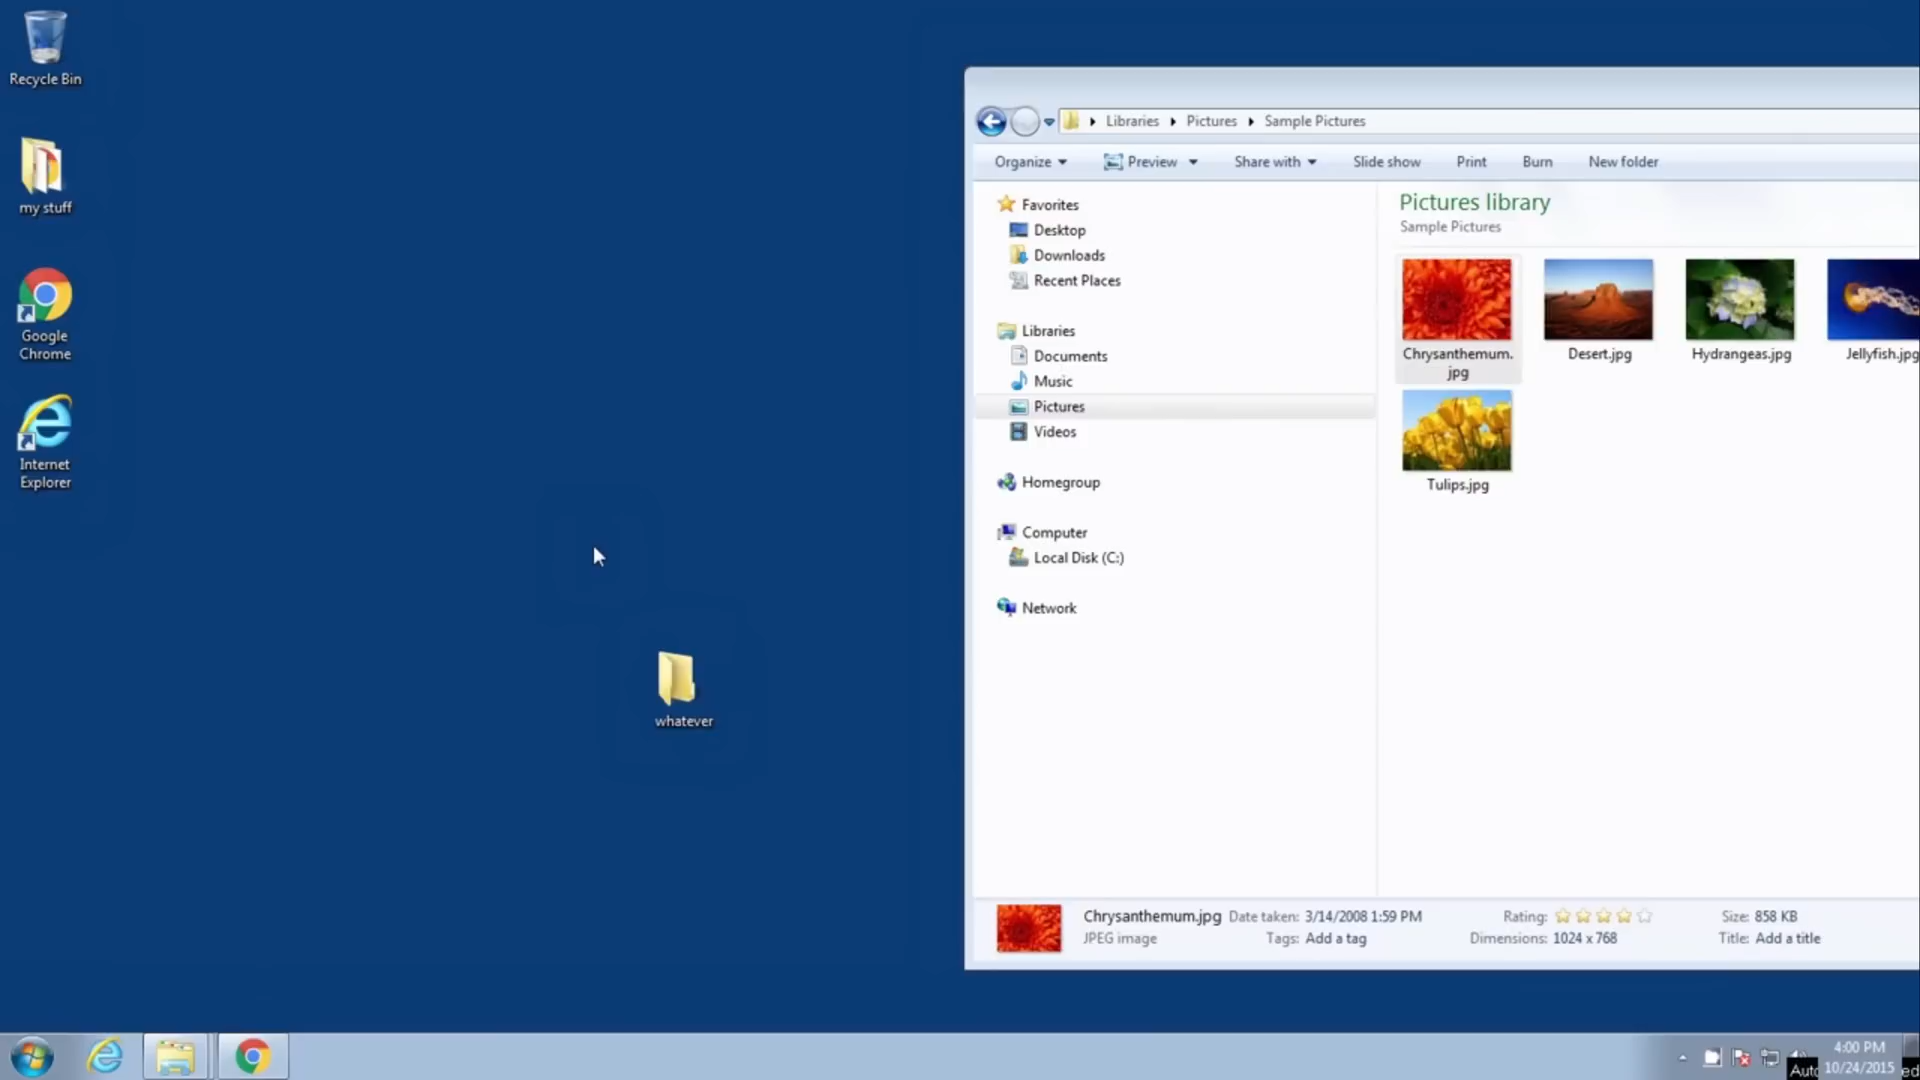 Recycle Bin
my stuff
Google
Chrome
Internet
Explorer
whatever
Libraries Pictures Sample Pictures
Organize Preview Share with Slide show Print Burn New folder
Favorites
Desktop
Downloads
Recent Places
Libraries
Documents
Music
Pictures
Videos
Homegroup
Computer
Local Disk (C:)
Network
Pictures library
Sample Pictures
Chrysanthemum.
jpg
Desert.jpg
Hydrangeas.jpg
Jellyfish.jpg
Tulips.jpg
Chrysanthemum.jpg Date taken: 3/14/2008 1:59 PM Rating: Size: 858 KB
JPEG image Tags: Add a tag Dimensions: 1024 x 768 Title: Add a title
4:00 PM
10/24/2015